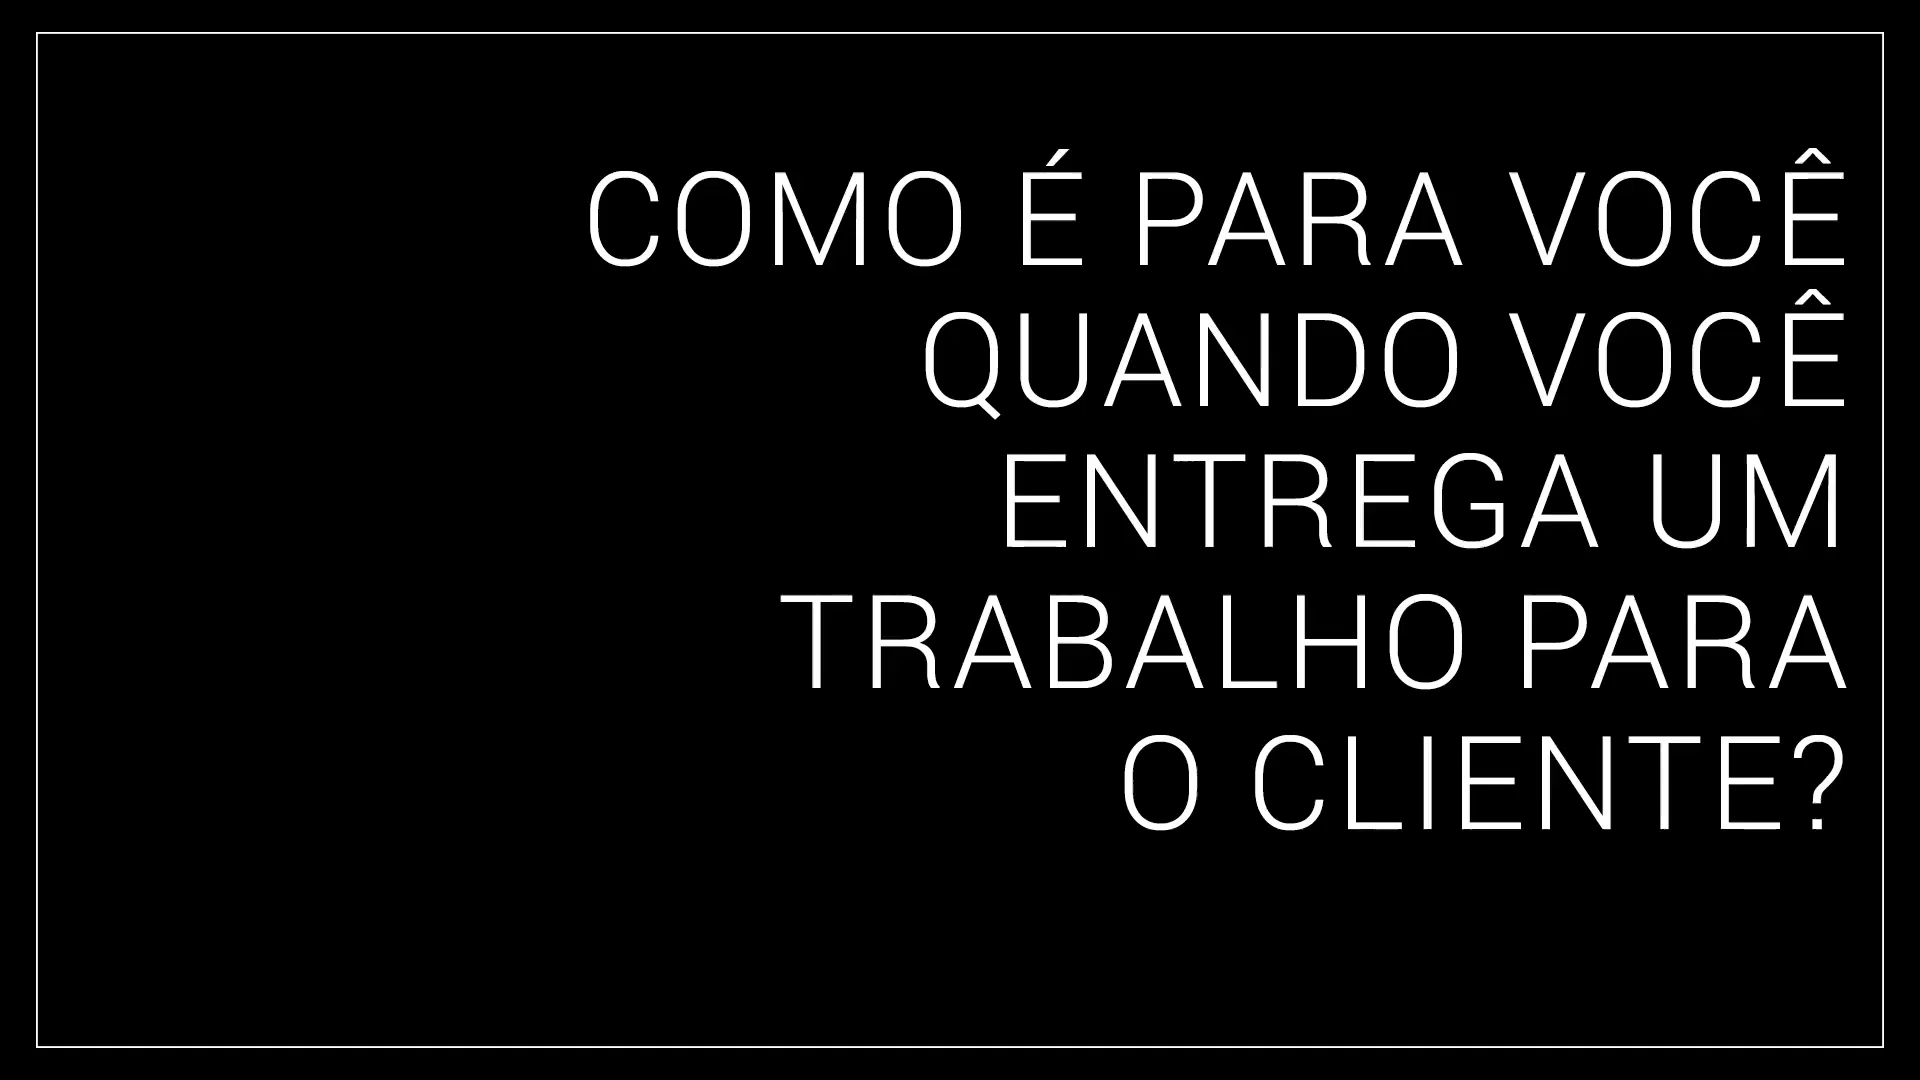 COMO É PARA VOCÊ
QUANDO VOCÊ
ENTREGA UM
TRABALHO PARA
O CLIENTE?